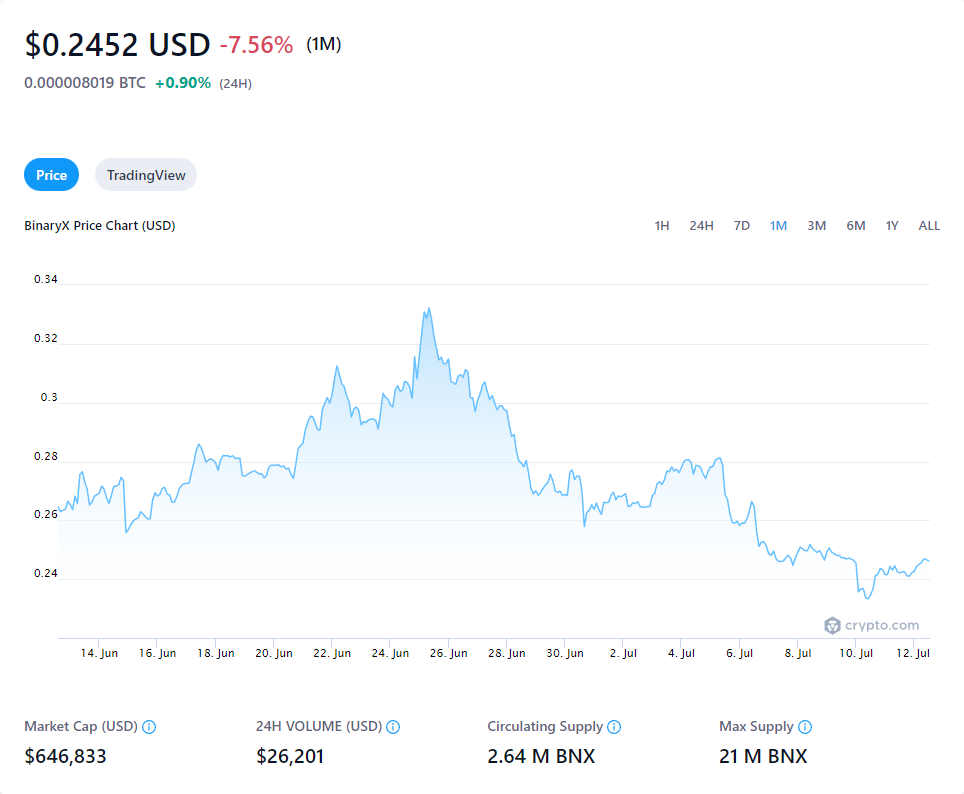 $0.2452 USD -7.56% (1M)
0.000008019 BTC +0.90% (24H)
Price TradingView
BinaryX Price Chart (USD) 1H 24H 7D 1M 3M 6M 1Y ALL
0.34
0.32
0.3
0.28
0.26
0.24
crypto.com
14. Jun 16. Jun 18. Jun 20. Jun 22. Jun 24. Jun 26. Jun 28. Jun 30. Jun 2. Jul 4. Jul 6. Jul 8. Jul 10. Jul 12. Jul
Market Cap (USD) 24H VOLUME (USD) Circulating Supply Max Supply
$646,833 $26,201 2.64 M BNX 21 M BNX